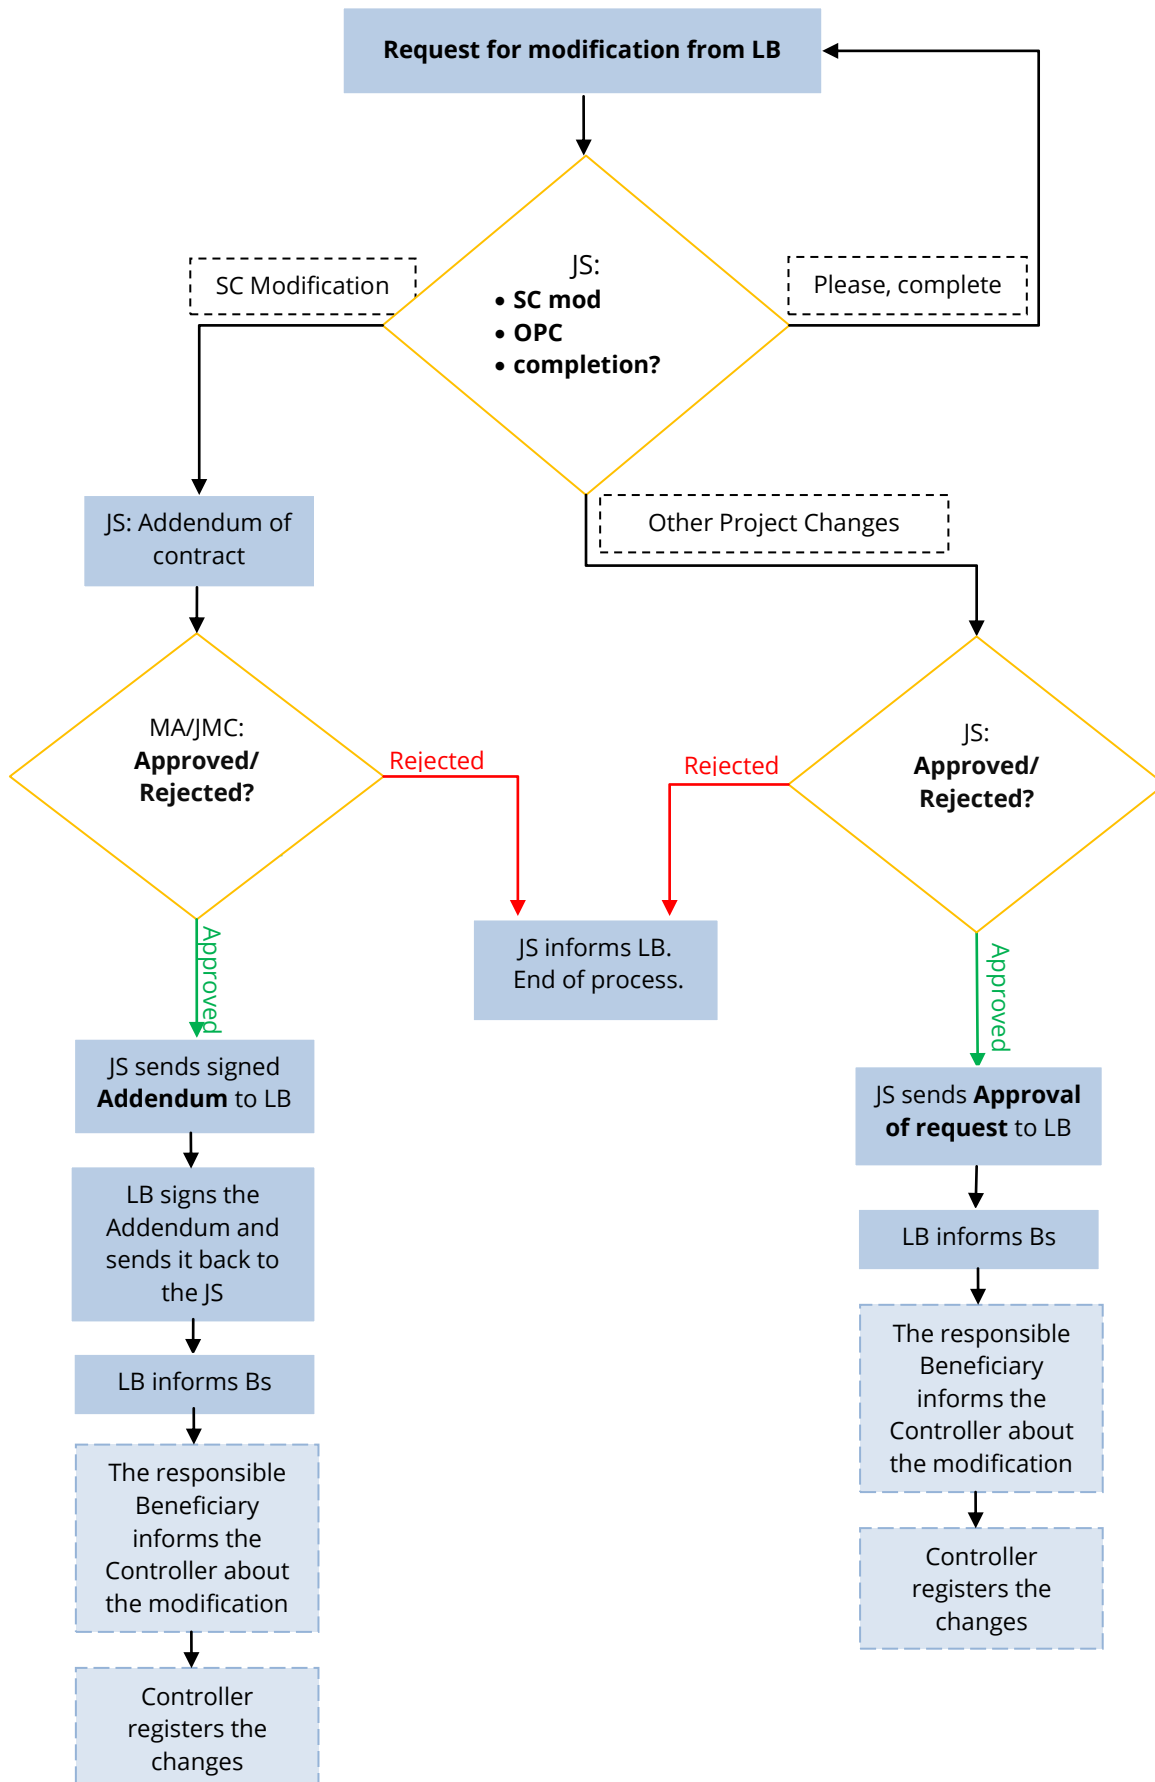 Request for modification from LB
JS:
• SC mod
• OPC
• completion?
SC Modification
Please, complete
JS: Addendum of
contract
Other Project Changes
MA/JMC:
Approved/
Rejected?
Rejected
Rejected
JS:
Approved/
Rejected?
JS informs LB.
End of process.
Approved
Approved
JS sends signed
Addendum to LB
LB signs the
Addendum and
sends it back to
the JS
LB informs Bs
The responsible
Beneficiary
informs the
Controller about
the modification
Controller
registers the
changes
JS sends Approval
of request to LB
LB informs Bs
The responsible
Beneficiary
informs the
Controller about
the modification
Controller
registers the
changes